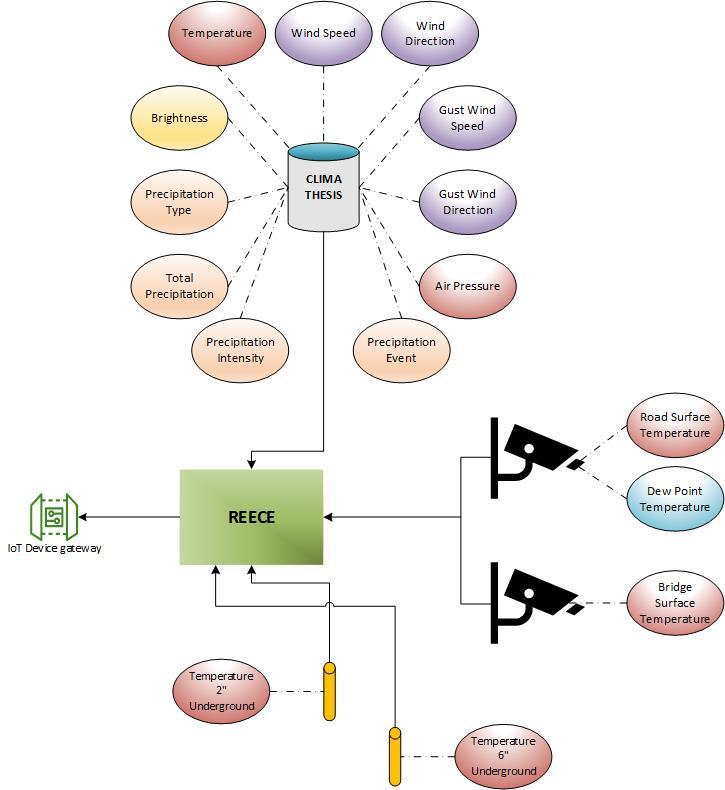 Temperature
Wind Speed
Wind
Direction
Brightness
Gust Wind
Speed
CLIMA
THESIS
Precipitation
Type
Gust Wind
Direction
Total
Precipitation
Air Pressure
Precipitation
Intensity
Precipitation
Event
Road Surface
Temperature
Dew Point
Temperature
REECE
IoT Device gateway
Bridge
Surface
Temperature
Temperature
2"
Underground
Temperature
6"
Underground